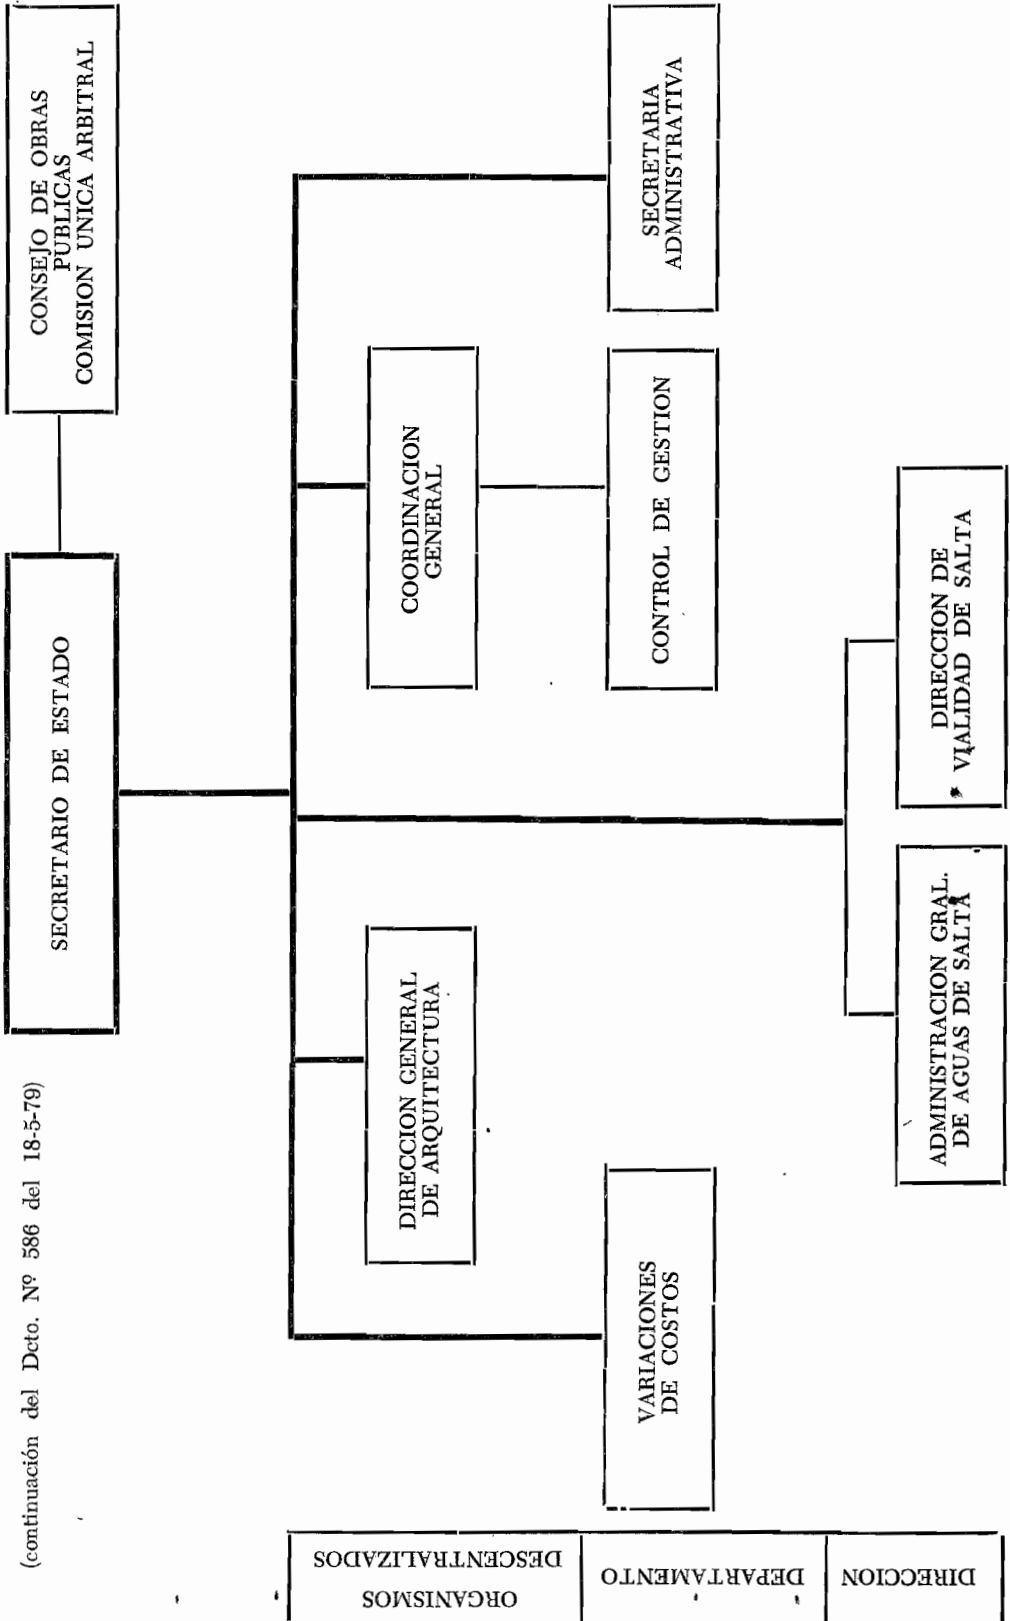 (continuación del Dcto. Nº 586 del 18-5-79)
SECRETARIO DE ESTADO
CONSEJO DE OBRAS
PUBLICAS
COMISION UNICA ARBITRAL
ORGANISMOS
DESCENTRALIZADOS
DIRECCION GENERAL
DE ARQUITECTURA
COORDINACION
GENERAL
DEPARTAMENTO
VARIACIONES
DE COSTOS
CONTROL DE GESTION
SECRETARIA
ADMINISTRATIVA
DIRECCION
ADMINISTRACION GRAL.
DE AGUAS DE SALTA
DIRECCION DE
VIALIDAD DE SALTA